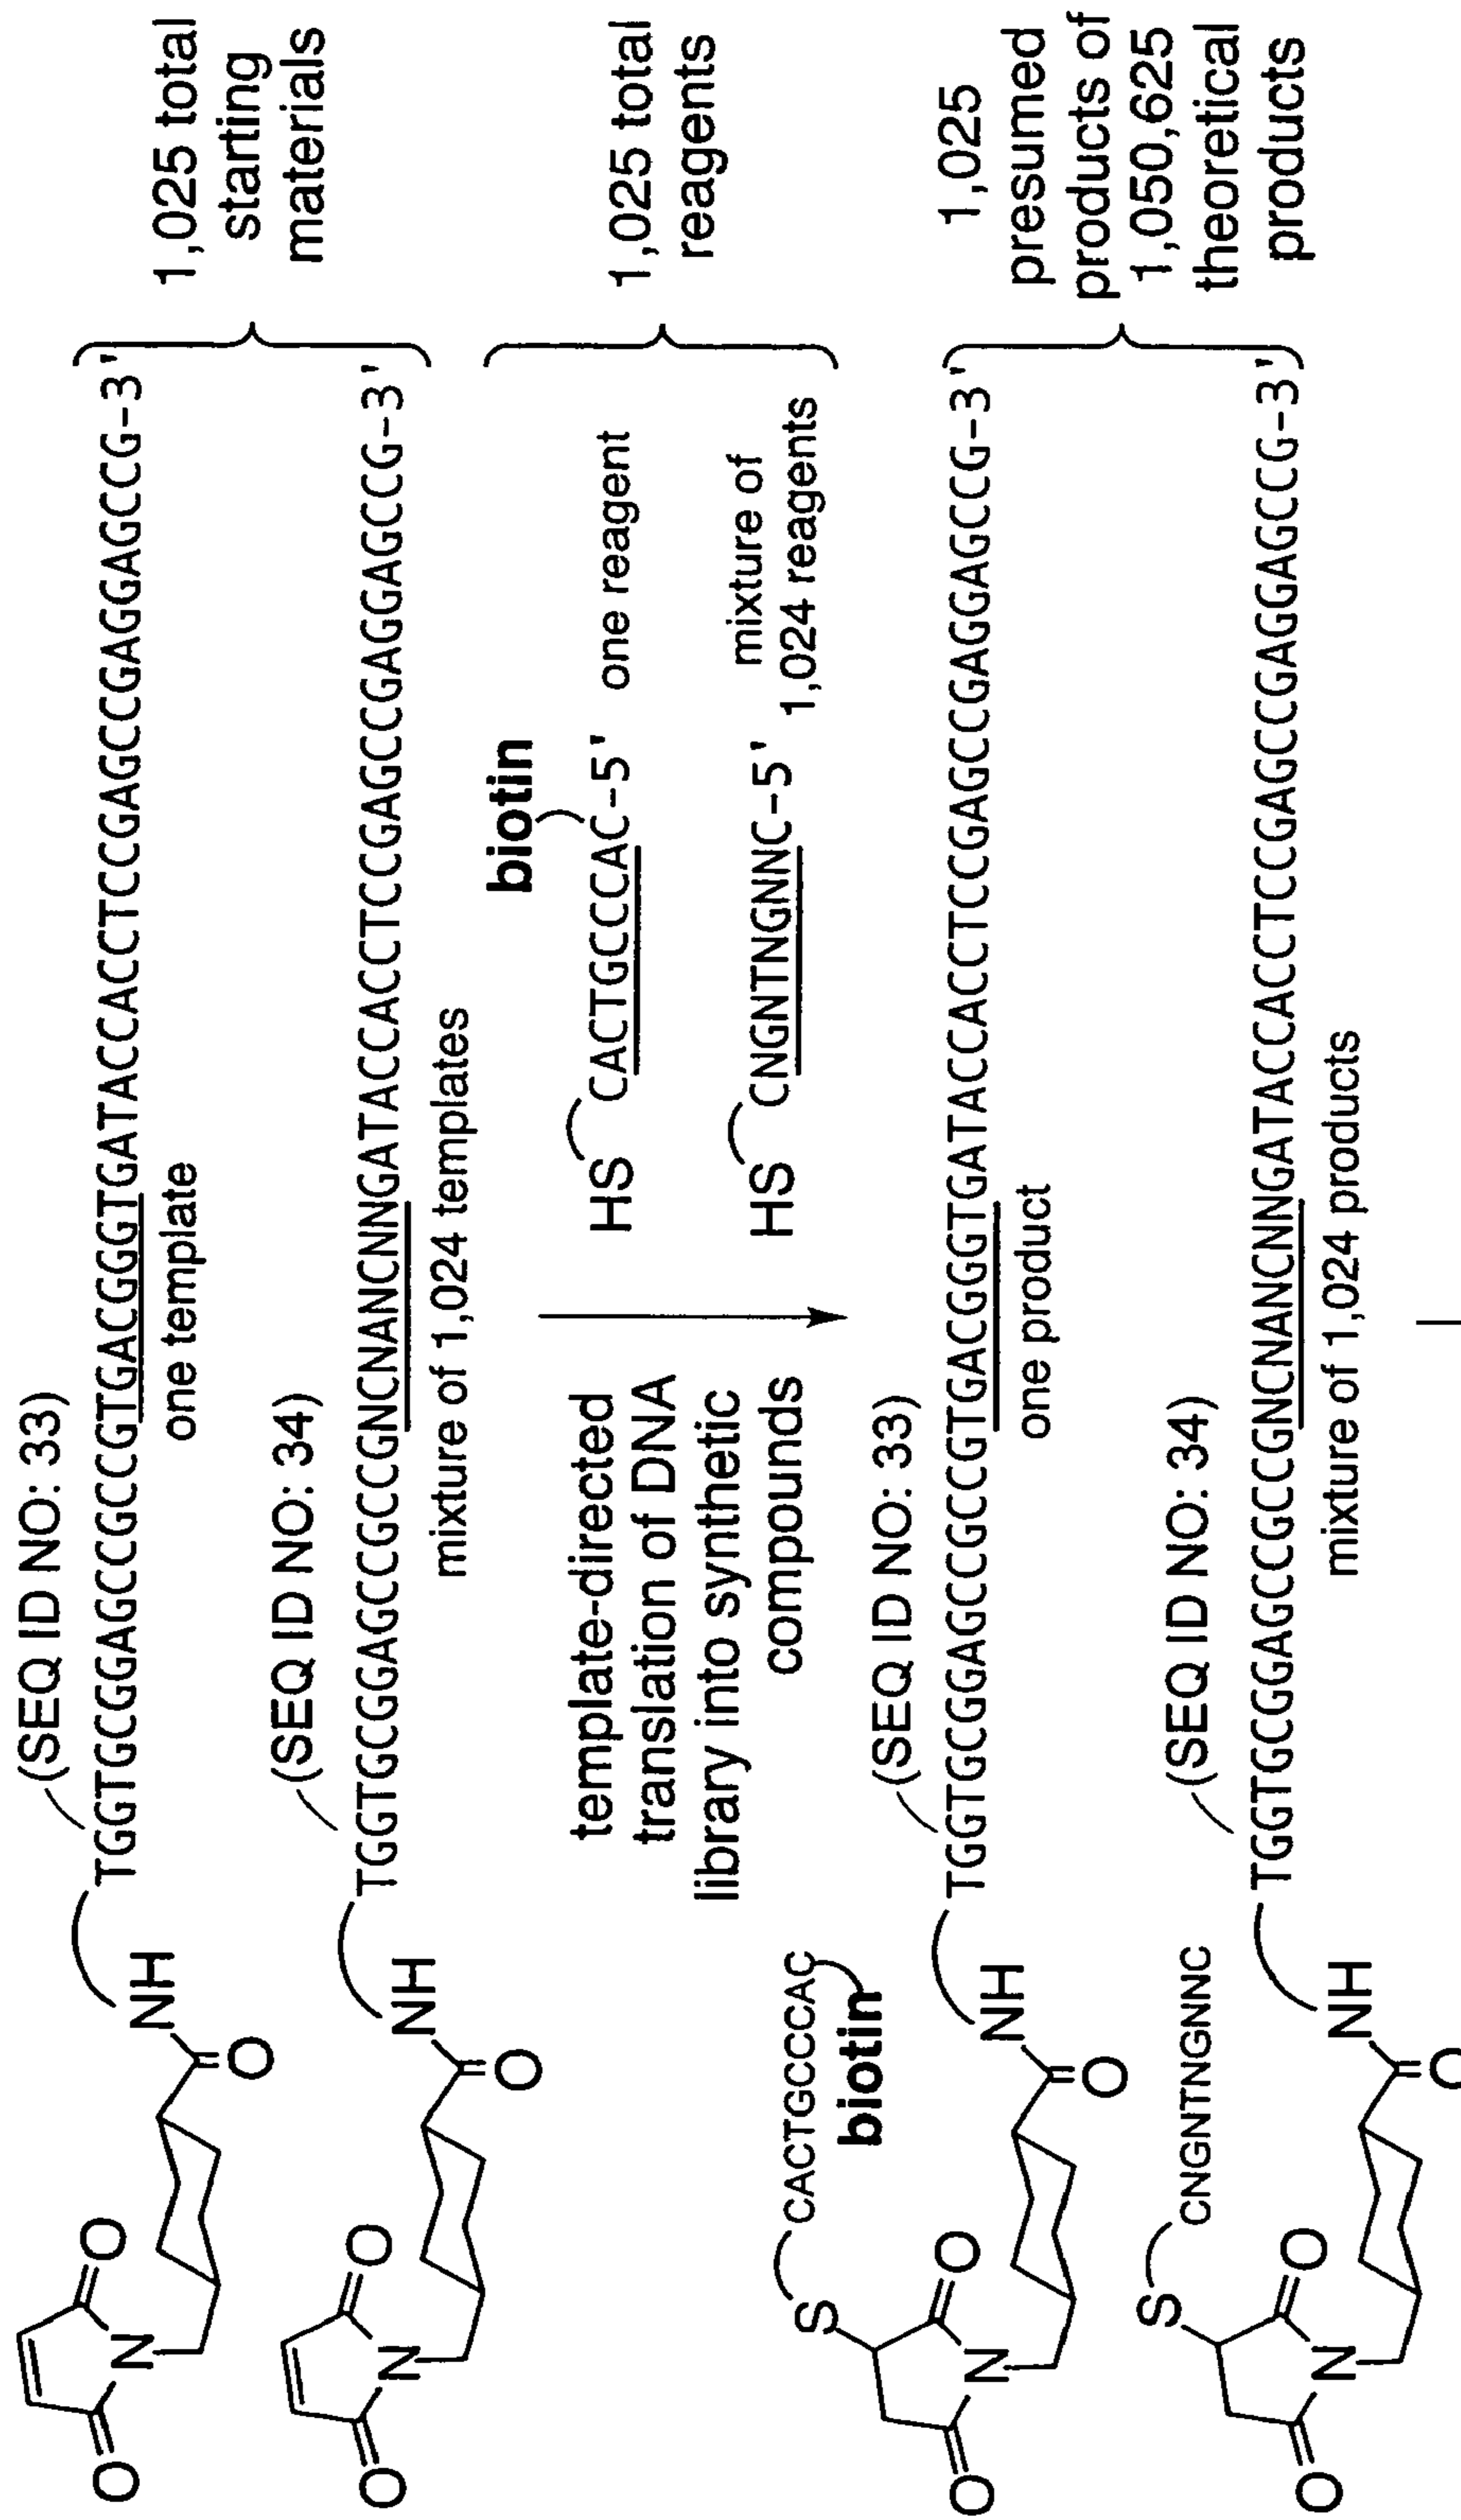 (SEQ ID NO: 33)
TGGTGCGGAGCCGCCGTGACGGGTGATACCACCTCCGAGCCGAGGAGCCG-3'
one template
O
N
O
O
NH
(SEQ ID NO: 34)
TGGTGCGGAGCCGCCGNCNANCNNGATACCACCTCCGAGCCGAGGAGCCG-3'
mixture of 1,024 templates
O
N
O
O
NH
1,025 total
starting
materials
template-directed
translation of DNA
library into synthetic
compounds
biotin
HS CACTGCCCAC-5' one reagent
HS CNGNTNGNNC-5'
mixture of
1,024 reagents
1,025 total
reagents
S CACTGCCCAC
biotin
(SEQ ID NO: 33)
TGGTGCGGAGCCGCCGTGACGGGTGATACCACCTCCGAGCCGAGGAGCCG-3'
one product
O
N
O
O
NH
S CNGNTNGNNC
(SEQ ID NO: 34)
TGGTGCGGAGCCGCCGNCNANCNNGATACCACCTCCGAGCCGAGGAGCCG-3'
mixture of 1,024 products
O
N
O
O
NH
1,025
presumed
products of
1,050,625
theoretical
products